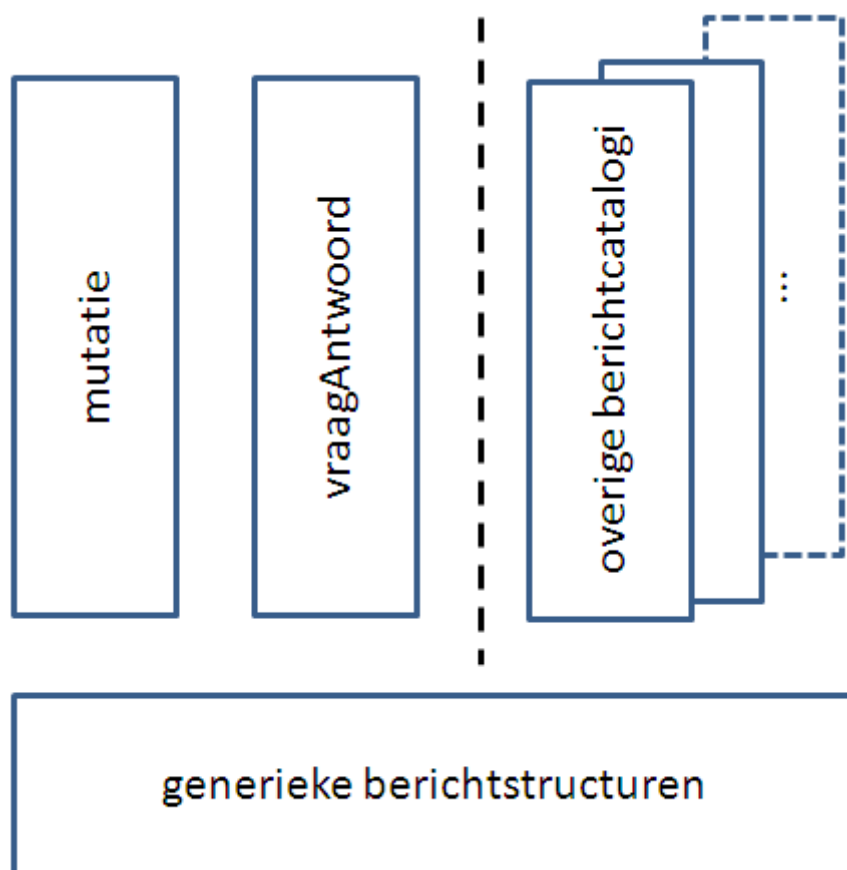 mutatie
vraagAntwoord
overige berichtcatalogi
...
generieke berichtstructuren